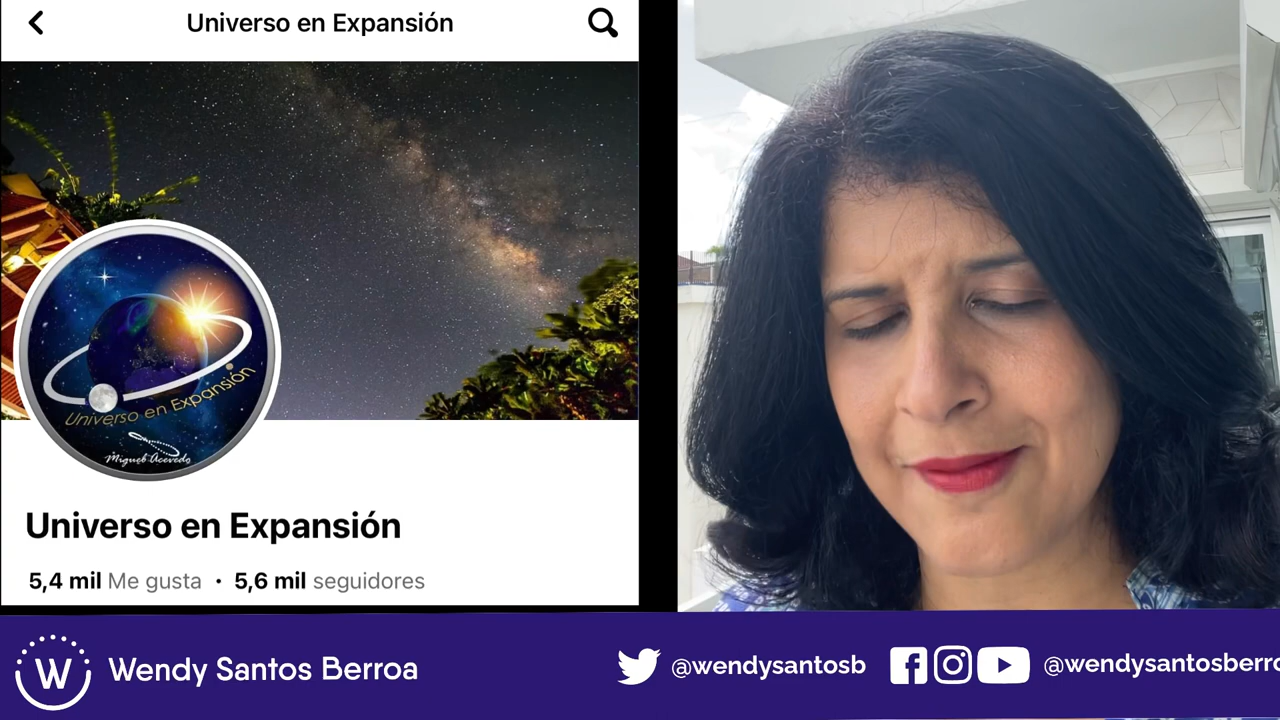 Universo en Expansión
Universo en Expansión
Miguel Acevedo
Universo en Expansión
5,4 mil Me gusta · 5,6 mil seguidores
W Wendy Santos Berroa
@wendysantosb
@wendysantosberro